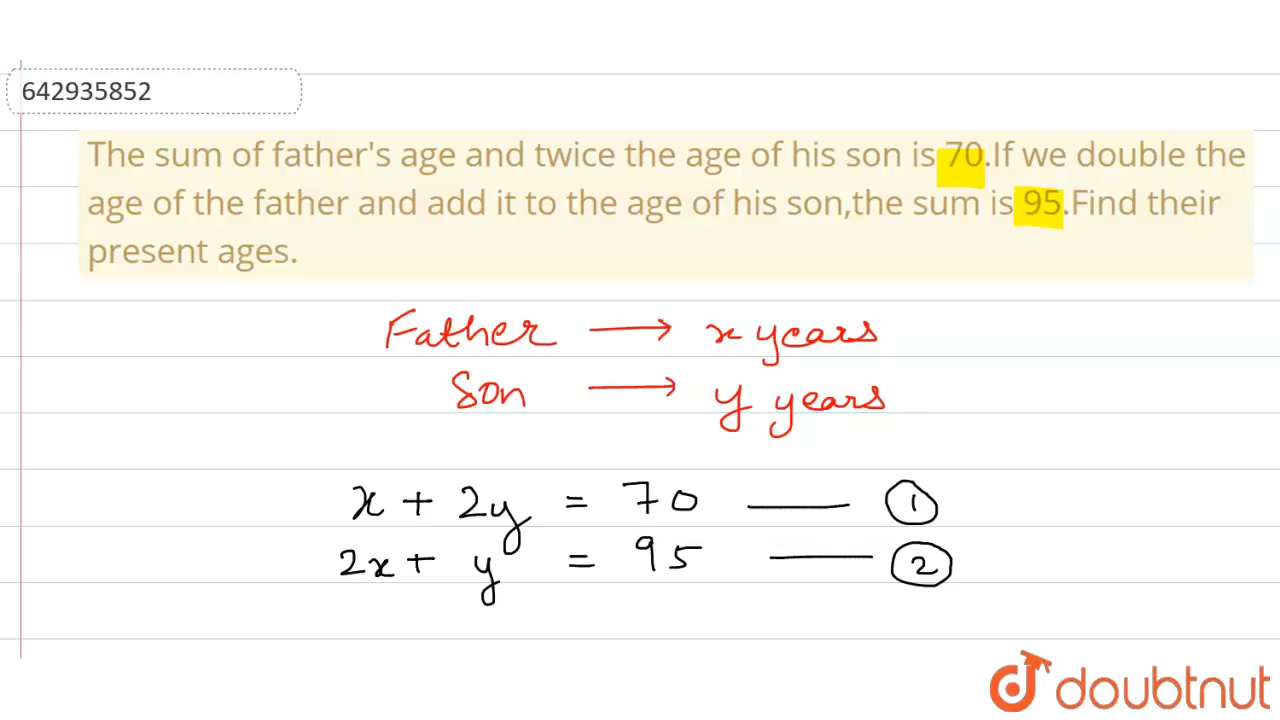 642935852
The sum of father's age and twice the age of his son is 70.If we double the
age of the father and add it to the age of his son,the sum is 95.Find their
present ages.
Father → x years
Son → y years
x + 2y = 70 —— ①
2x + y = 95 —— ②
doubtnut